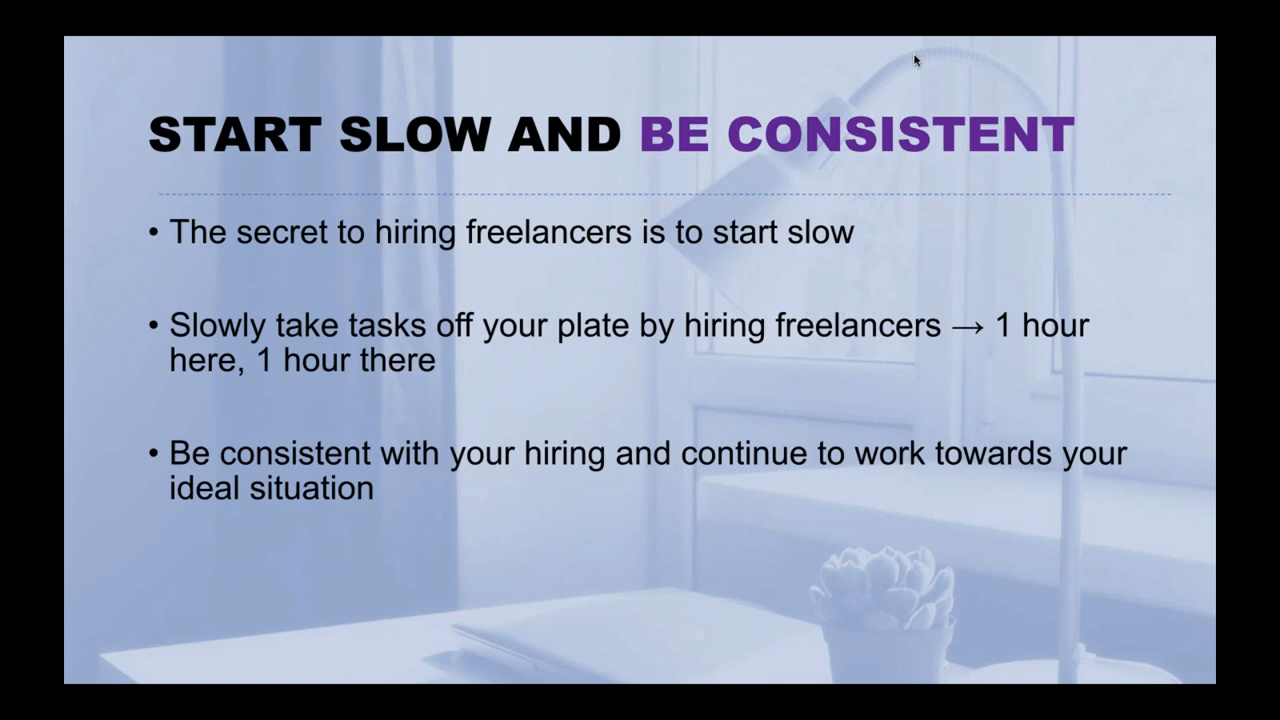 START SLOW AND BE CONSISTENT
• The secret to hiring freelancers is to start slow
• Slowly take tasks off your plate by hiring freelancers → 1 hour
here, 1 hour there
• Be consistent with your hiring and continue to work towards your
ideal situation